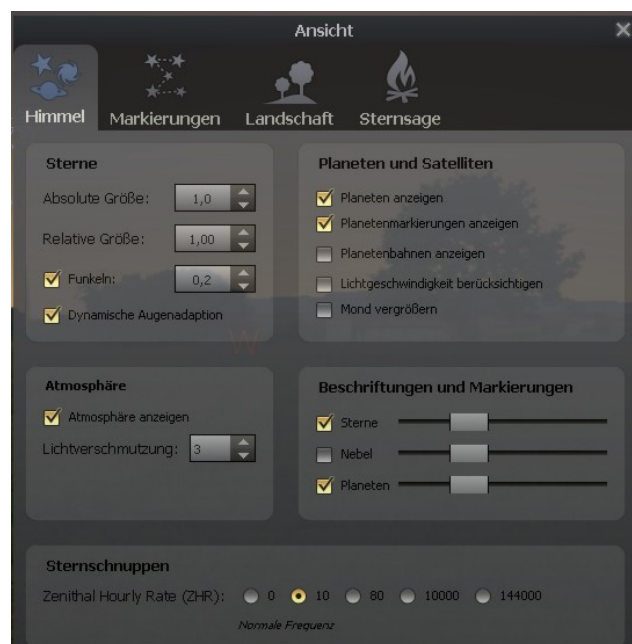 Ansicht
Himmel
Markierungen
Landschaft
Sternsage
Sterne
Absolute Größe: 1,0
Relative Größe: 1,00
Funkeln: 0,2
Dynamische Augenadaption
Planeten und Satelliten
Planeten anzeigen
Planetenmarkierungen anzeigen
Planetenbahnen anzeigen
Lichtgeschwindigkeit berücksichtigen
Mond vergrößern
W
Atmosphäre
Atmosphäre anzeigen
Lichtverschmutzung: 3
Beschriftungen und Markierungen
Sterne
Nebel
Planeten
Sternschnuppen
Zenithal Hourly Rate (ZHR): 0 10 80 10000 144000
Normale Frequenz